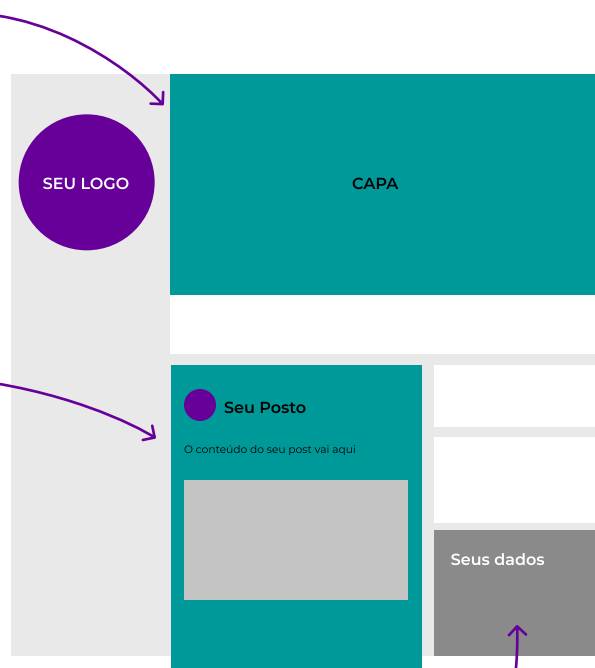 SEU LOGO
CAPA
Seu Posto
O conteúdo do seu post vai aqui
Seus dados